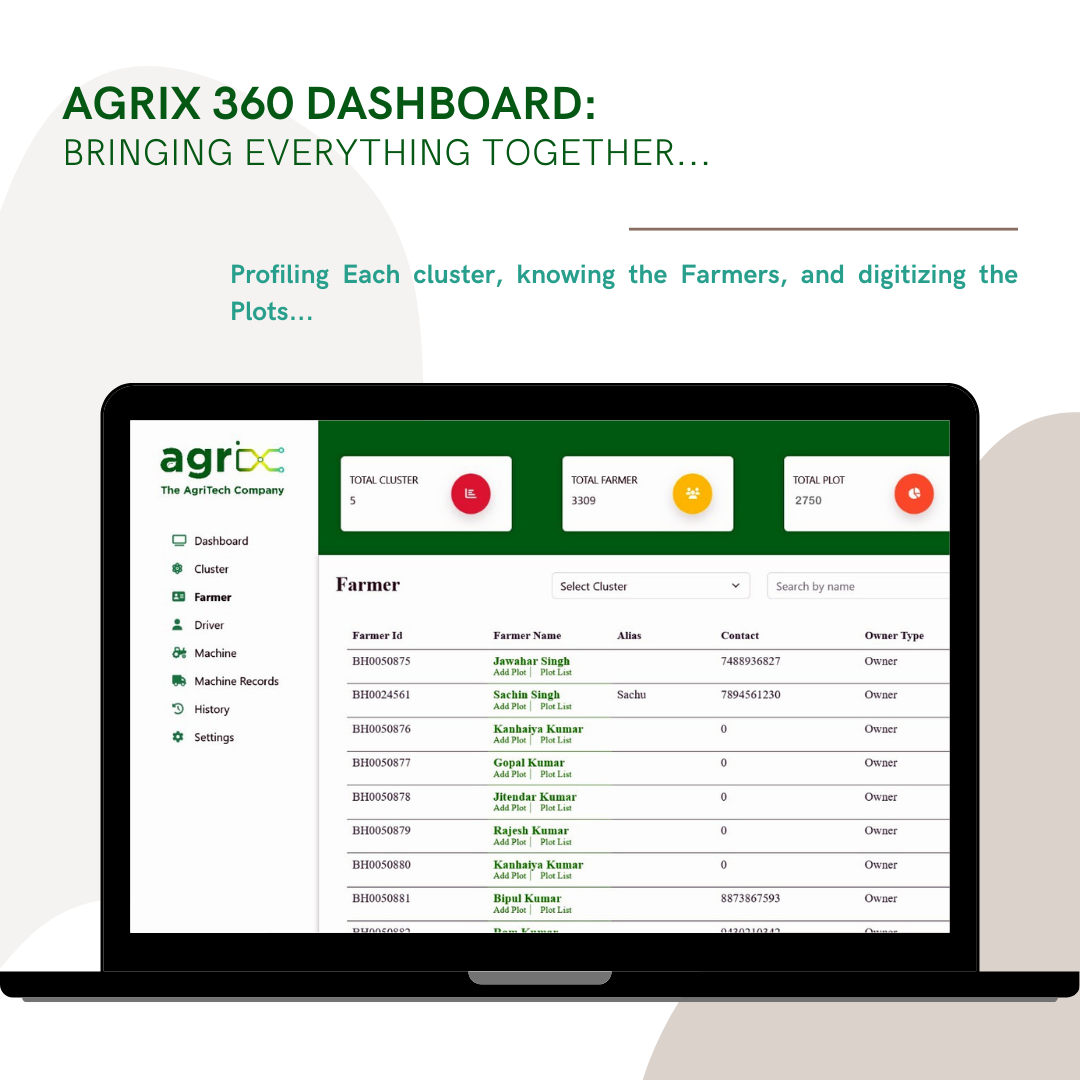 AGRIX 360 DASHBOARD:
BRINGING EVERYTHING TOGETHER...
Profiling Each cluster, knowing the Farmers, and digitizing the
Plots...
agrix
The AgriTech Company
Dashboard
Cluster
Farmer
Driver
Machine
Machine Records
History
Settings
TOTAL CLUSTER
5
TOTAL FARMER
3309
TOTAL PLOT
2750
Farmer
Select Cluster
Search by name
Farmer Id Farmer Name Alias Contact Owner Type
BH0050875 Jawahar Singh 7488936827 Owner
Add Plot | Plot List
BH0024561 Sachin Singh Sachu 7894561230 Owner
Add Plot | Plot List
BH0050876 Kanhaiya Kumar 0 Owner
Add Plot | Plot List
BH0050877 Gopal Kumar 0 Owner
Add Plot | Plot List
BH0050878 Jitendar Kumar 0 Owner
Add Plot | Plot List
BH0050879 Rajesh Kumar 0 Owner
Add Plot | Plot List
BH0050880 Kanhaiya Kumar 0 Owner
Add Plot | Plot List
BH0050881 Bipul Kumar 8873867593 Owner
Add Plot | Plot List